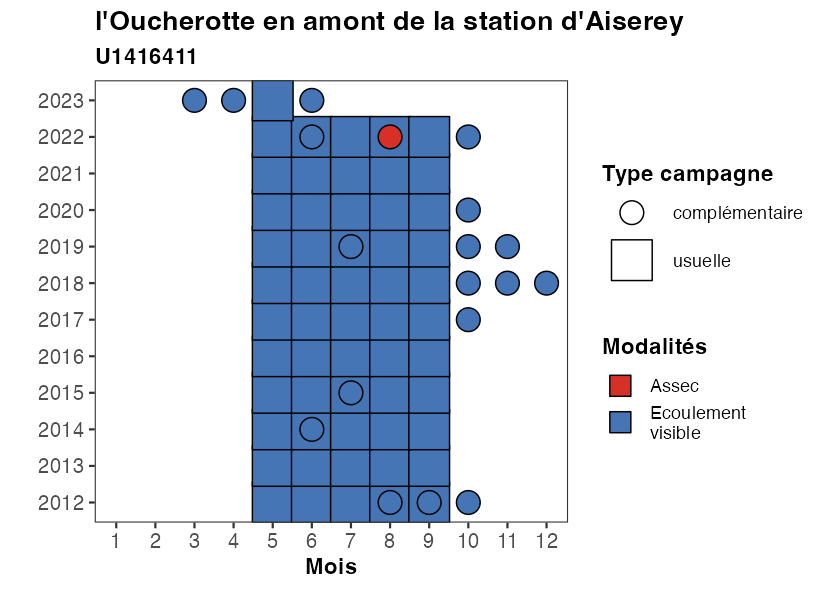 l'Oucherotte en amont de la station d'Aiserey
U1416411
2023
2022
2021
2020
2019
2018
2017
2016
2015
2014
2013
2012
1 2 3 4 5 6 7 8 9 10 11 12
Mois
Type campagne
complémentaire
usuelle
Modalités
Assec
Ecoulement
visible